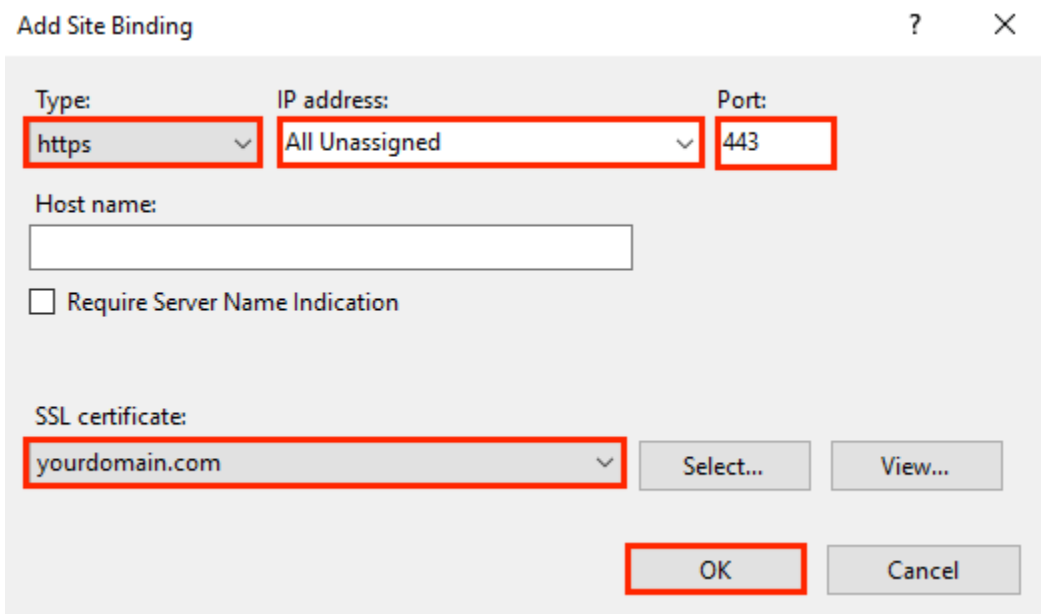 Add Site Binding ? ×
Type: IP address: Port:
https All Unassigned 443
Host name:
Require Server Name Indication
SSL certificate:
yourdomain.com Select... View...
OK Cancel